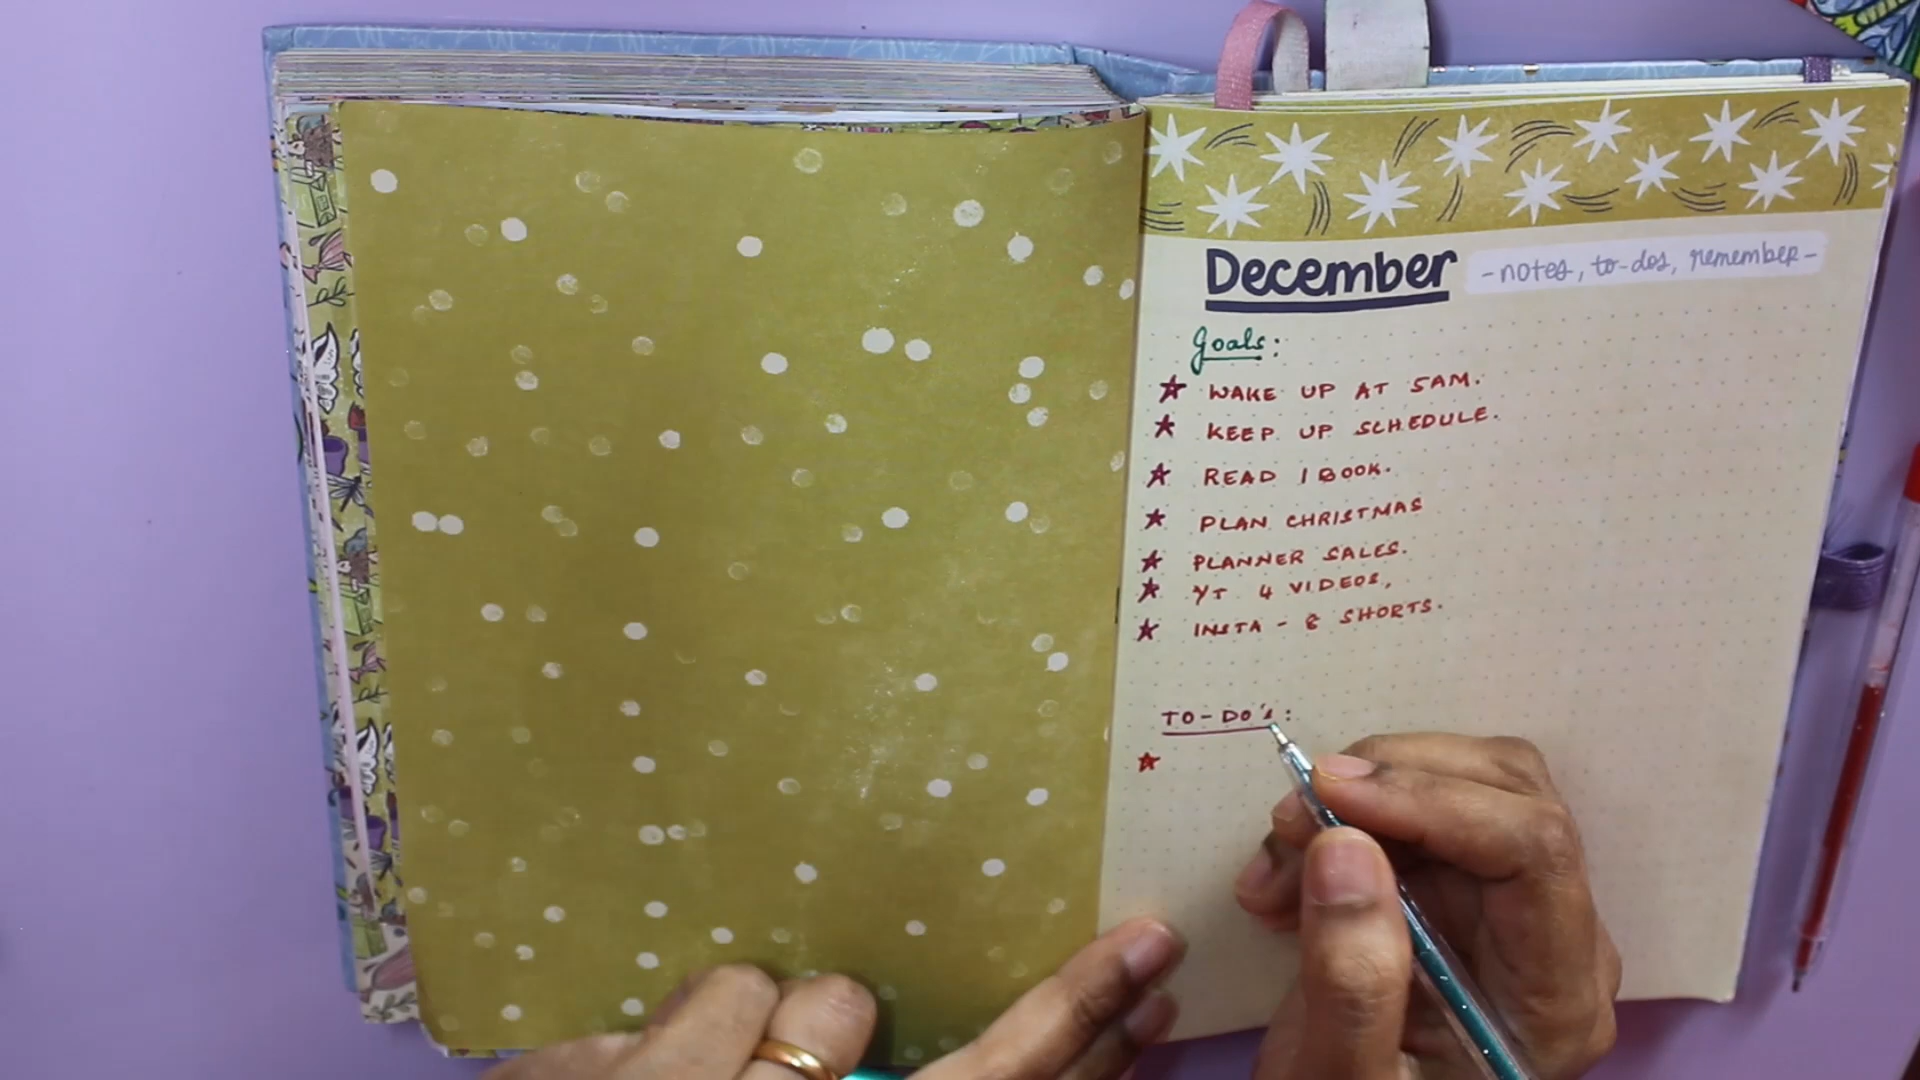 December
-notes, to-dos, remember-
Goals:
WAKE UP AT 5AM.
KEEP UP SCHEDULE.
READ 1 BOOK.
PLAN CHRISTMAS
PLANNER SALES.
YT 4 VIDEOS,
INSTA - 8 SHORTS.
TO-DO's: